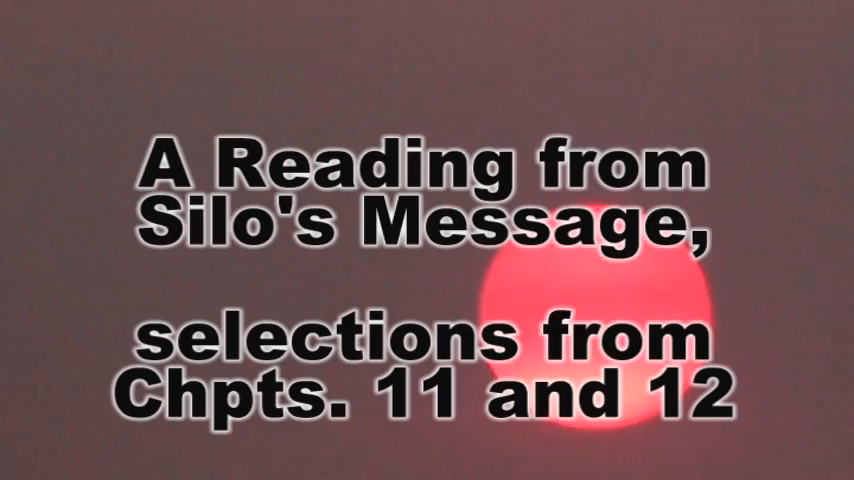 A Reading from
Silo's Message,
selections from
Chpts. 11 and 12